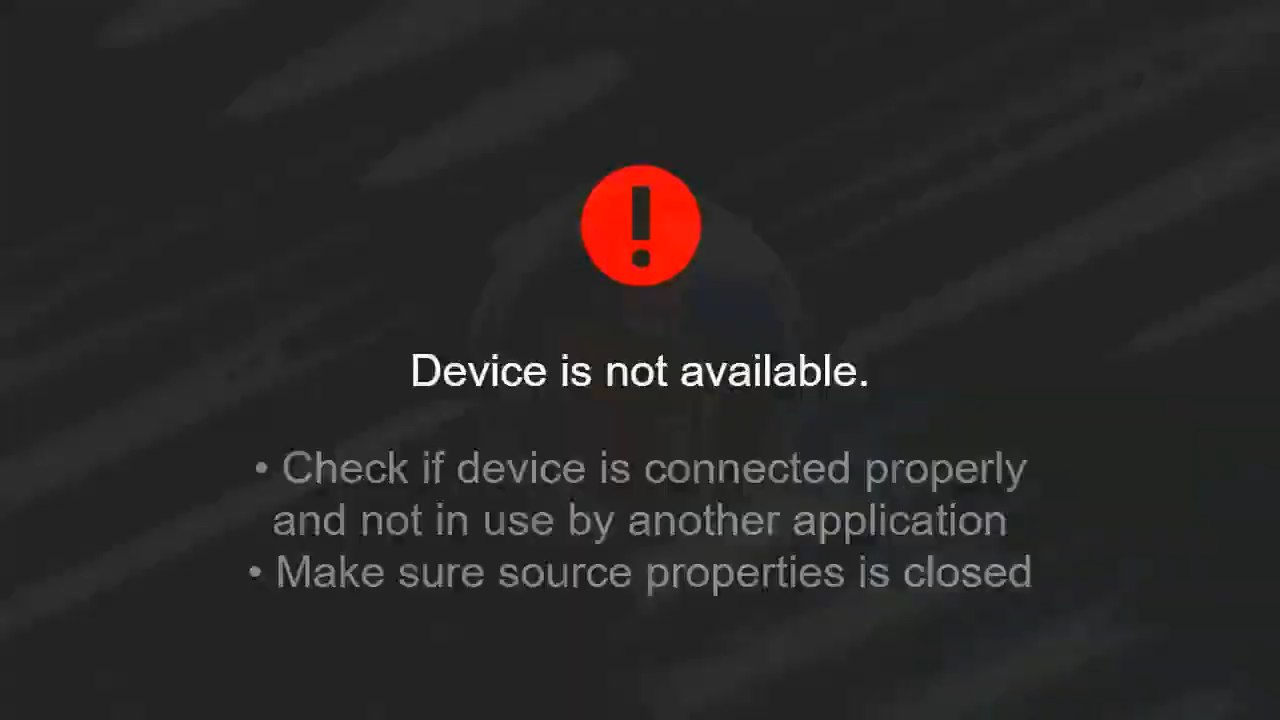 Device is not available.
• Check if device is connected properly
and not in use by another application
• Make sure source properties is closed